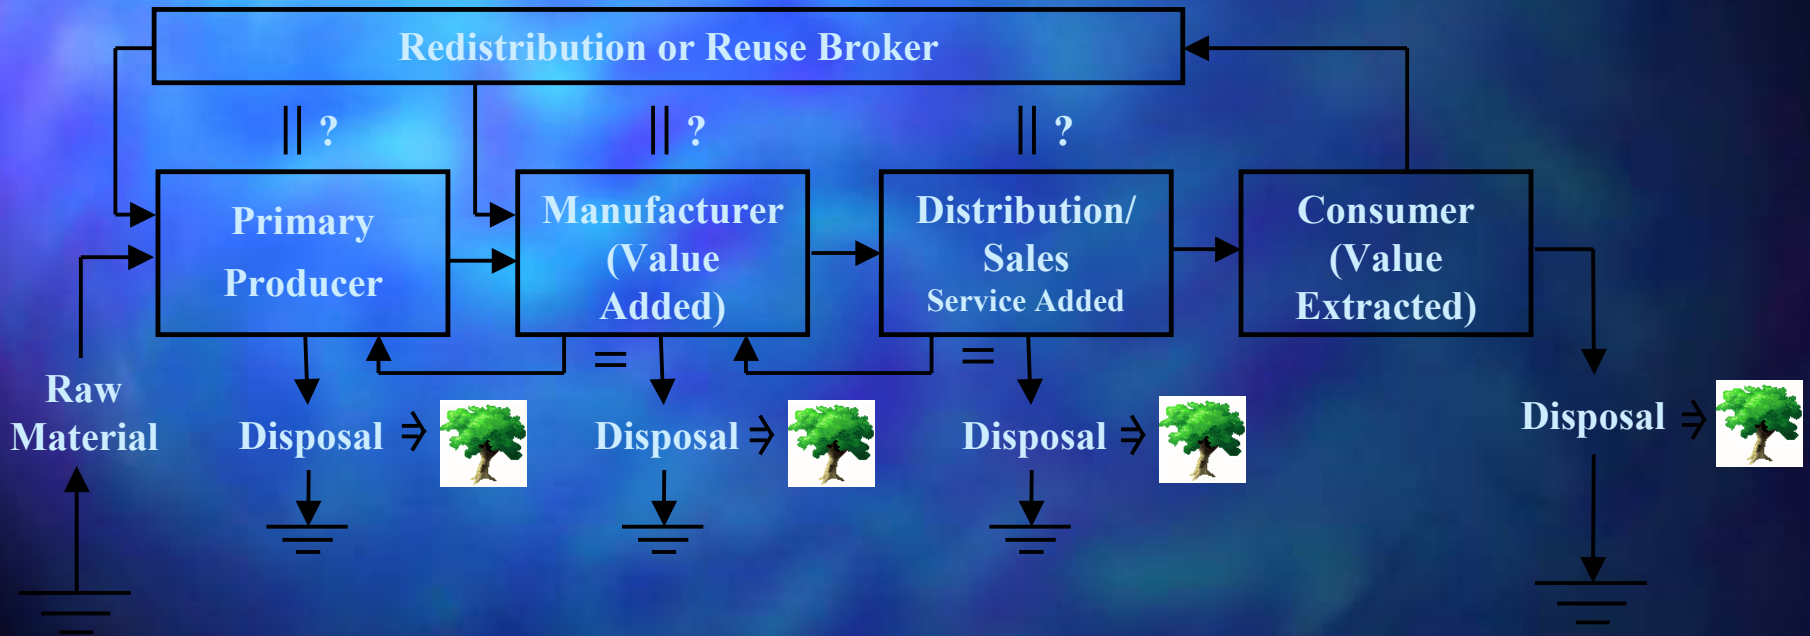 Redistribution or Reuse Broker
|| ?
|| ?
|| ?
Primary
Producer
Manufacturer
(Value
Added)
Distribution/
Sales
Service Added
Consumer
(Value
Extracted)
=
=
Raw
Material
Disposal
Disposal
Disposal
Disposal